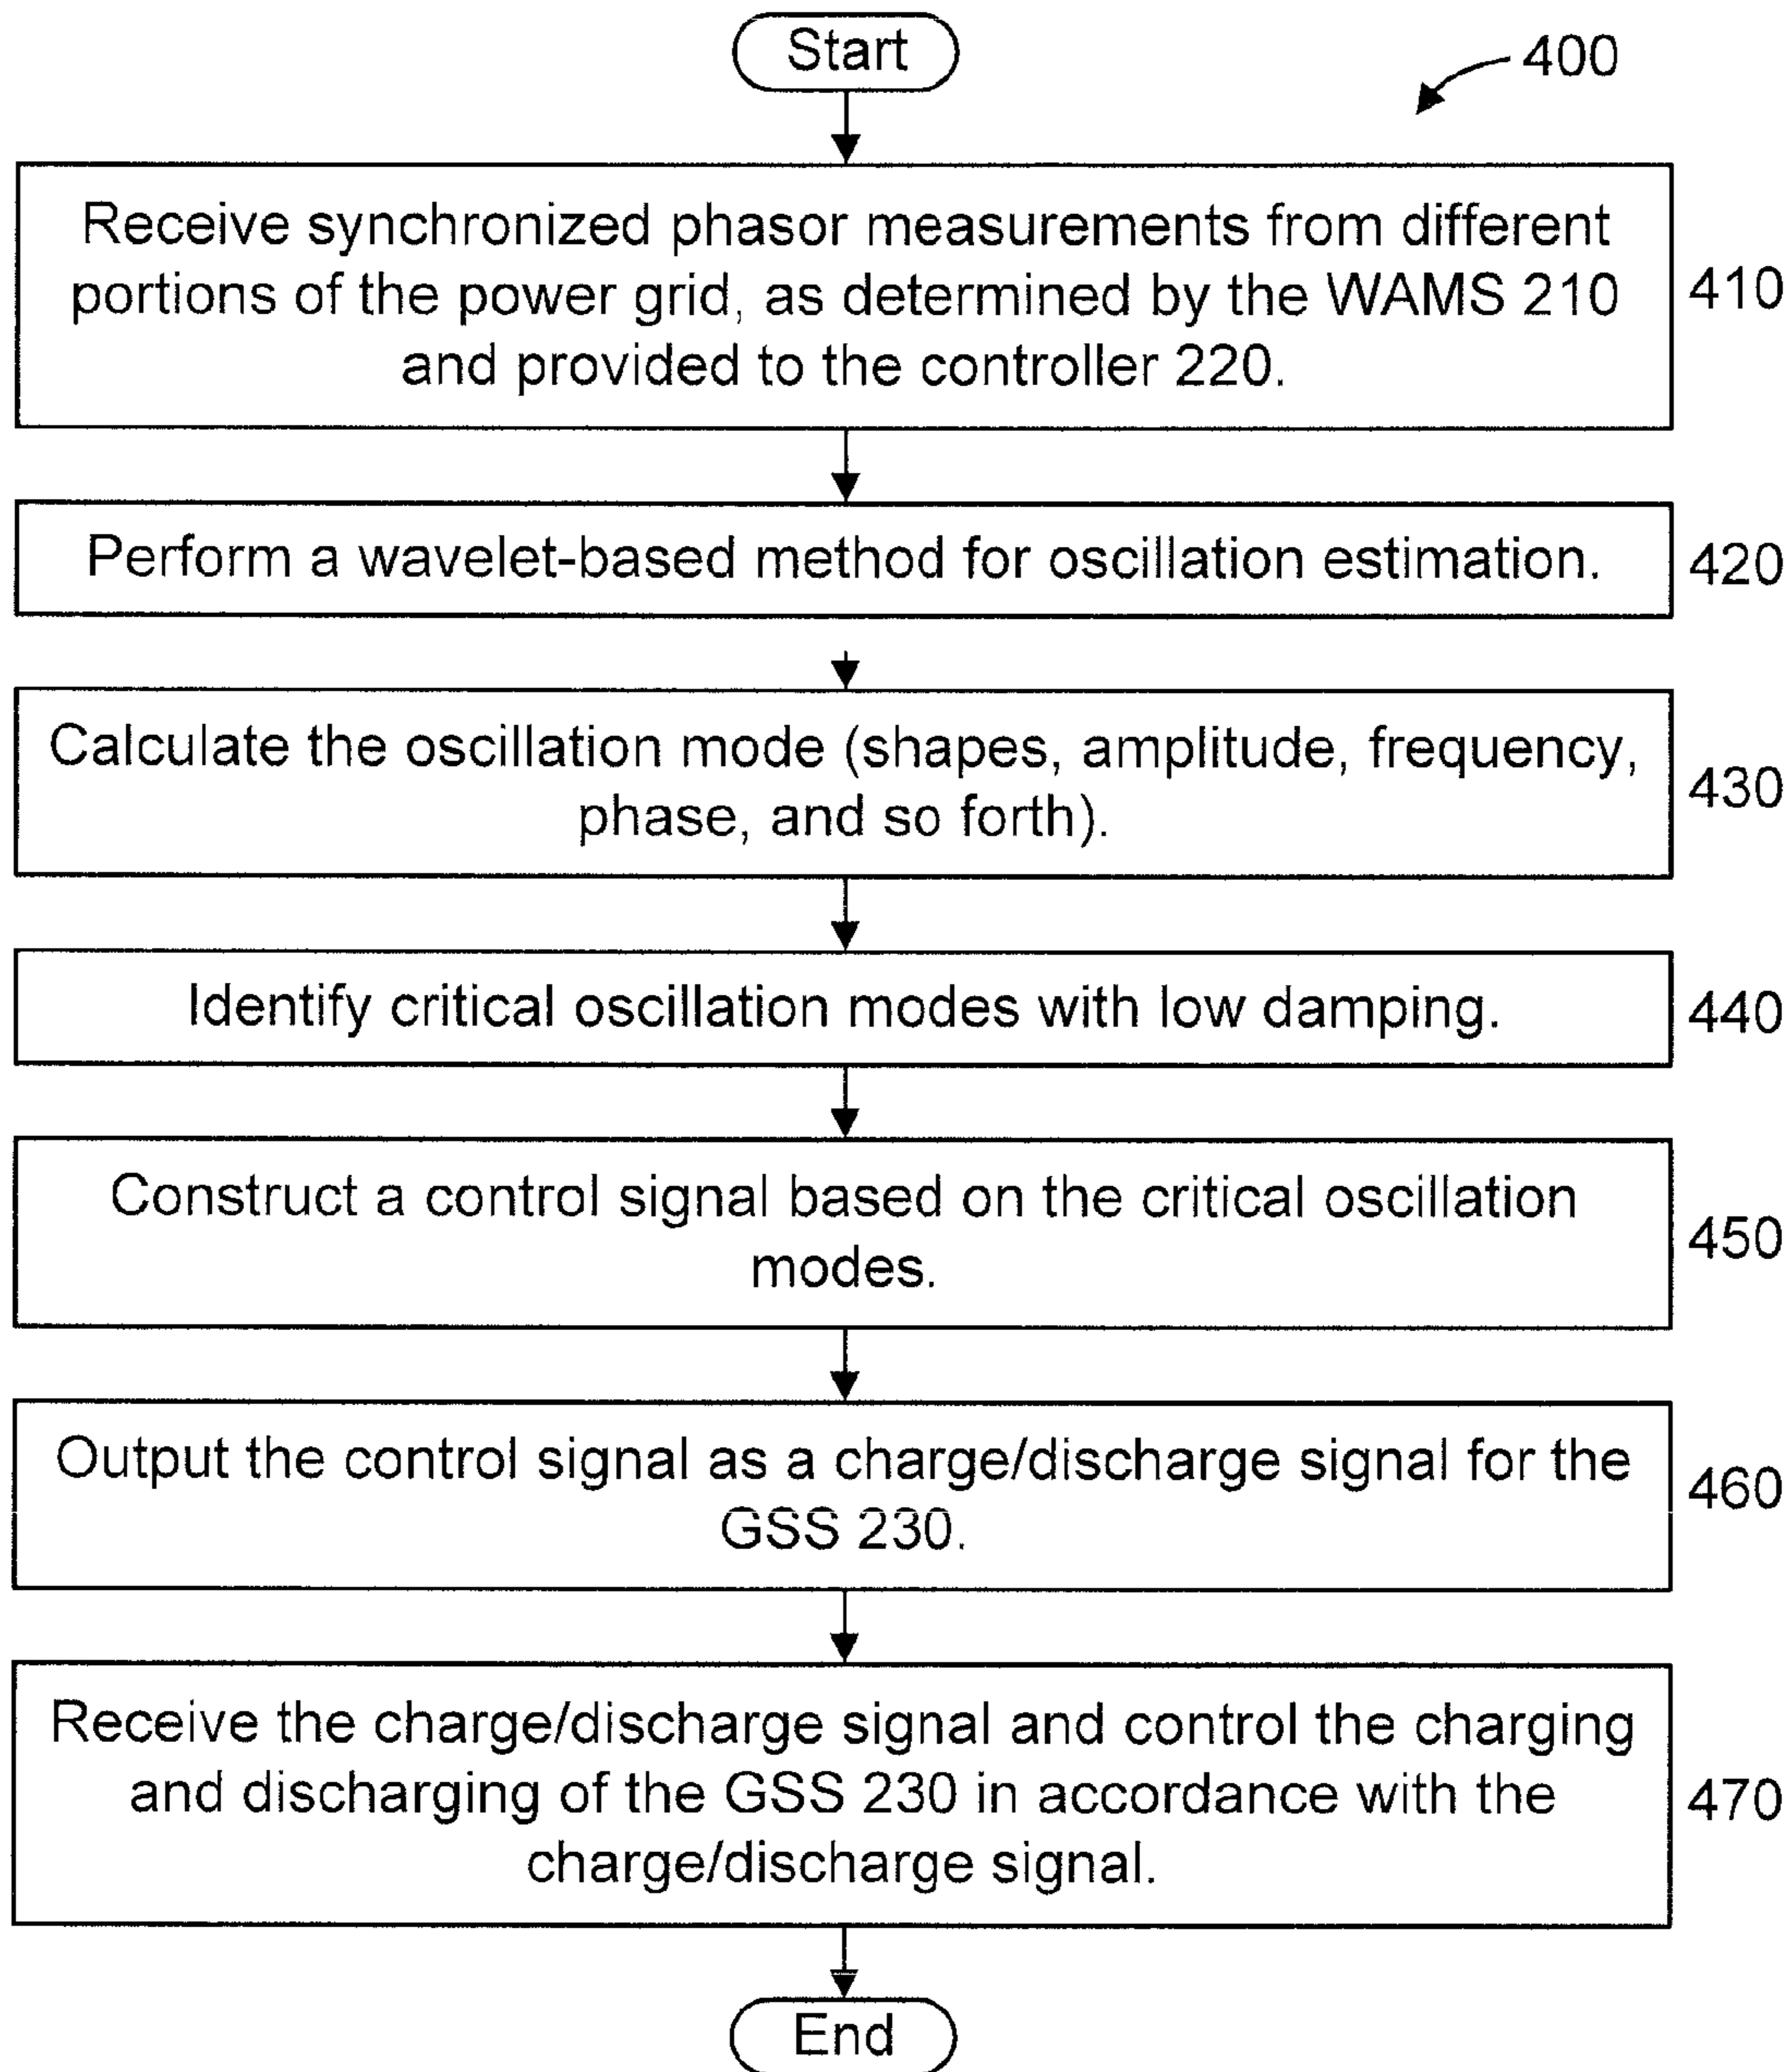 Start
400
Receive synchronized phasor measurements from different
portions of the power grid, as determined by the WAMS 210
and provided to the controller 220.
410
Perform a wavelet-based method for oscillation estimation.
420
Calculate the oscillation mode (shapes, amplitude, frequency,
phase, and so forth).
430
Identify critical oscillation modes with low damping.
440
Construct a control signal based on the critical oscillation
modes.
450
Output the control signal as a charge/discharge signal for the
GSS 230.
460
Receive the charge/discharge signal and control the charging
and discharging of the GSS 230 in accordance with the
charge/discharge signal.
470
End